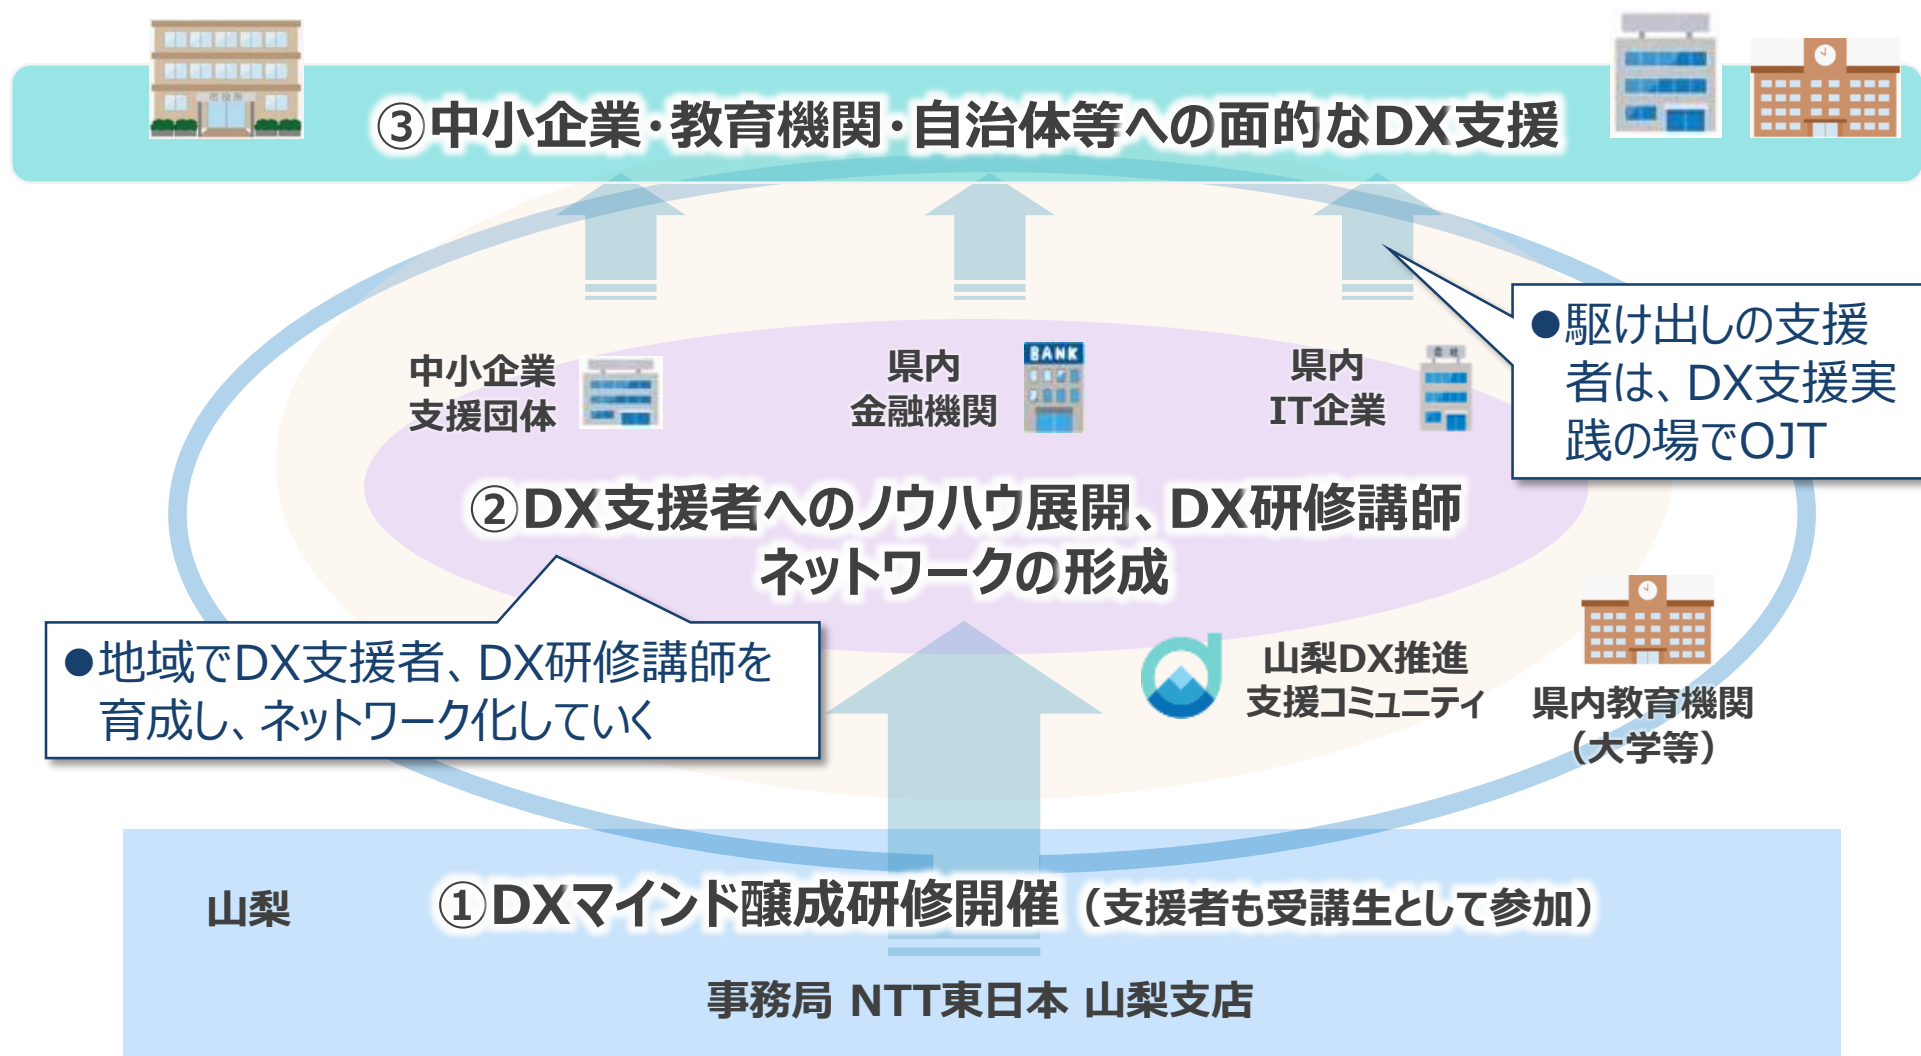 市役所
③中小企業・教育機関・自治体等への面的なDX支援
中小企業
支援団体
県内
金融機関
BANK
県内
IT企業
会社
●駆け出しの支援
者は、DX支援実
践の場でOJT
②DX支援者へのノウハウ展開、DX研修講師
ネットワークの形成
●地域でDX支援者、DX研修講師を
育成し、ネットワーク化していく
山梨DX推進
支援コミュニティ
県内教育機関
（大学等）
山梨
①DXマインド醸成研修開催（支援者も受講生として参加）
事務局 NTT東日本 山梨支店